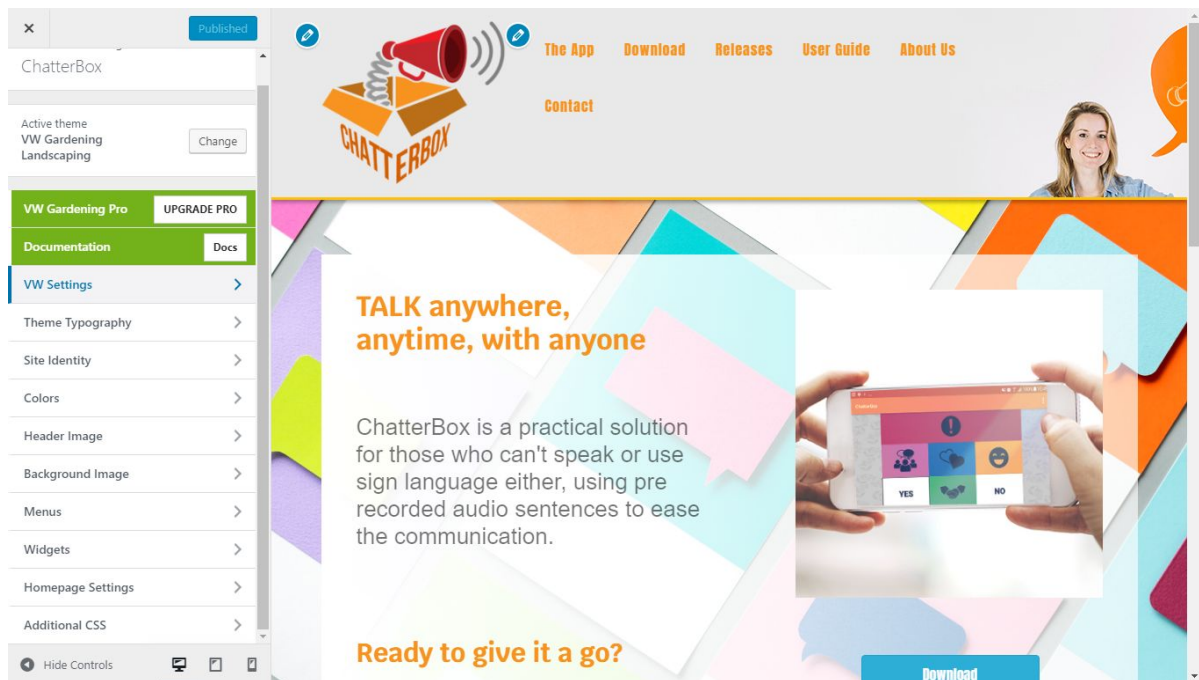 Published
ChatterBox
Active theme
VW Gardening
Landscaping
Change
VW Gardening Pro
UPGRADE PRO
Documentation
Docs
VW Settings
Theme Typography
Site Identity
Colors
Header Image
Background Image
Menus
Widgets
Homepage Settings
Additional CSS
Hide Controls
CHATTERBOX
The App Download Releases User Guide About Us
Contact
TALK anywhere,
anytime, with anyone
ChatterBox is a practical solution
for those who can't speak or use
sign language either, using pre
recorded audio sentences to ease
the communication.
YES
NO
Ready to give it a go?
Download